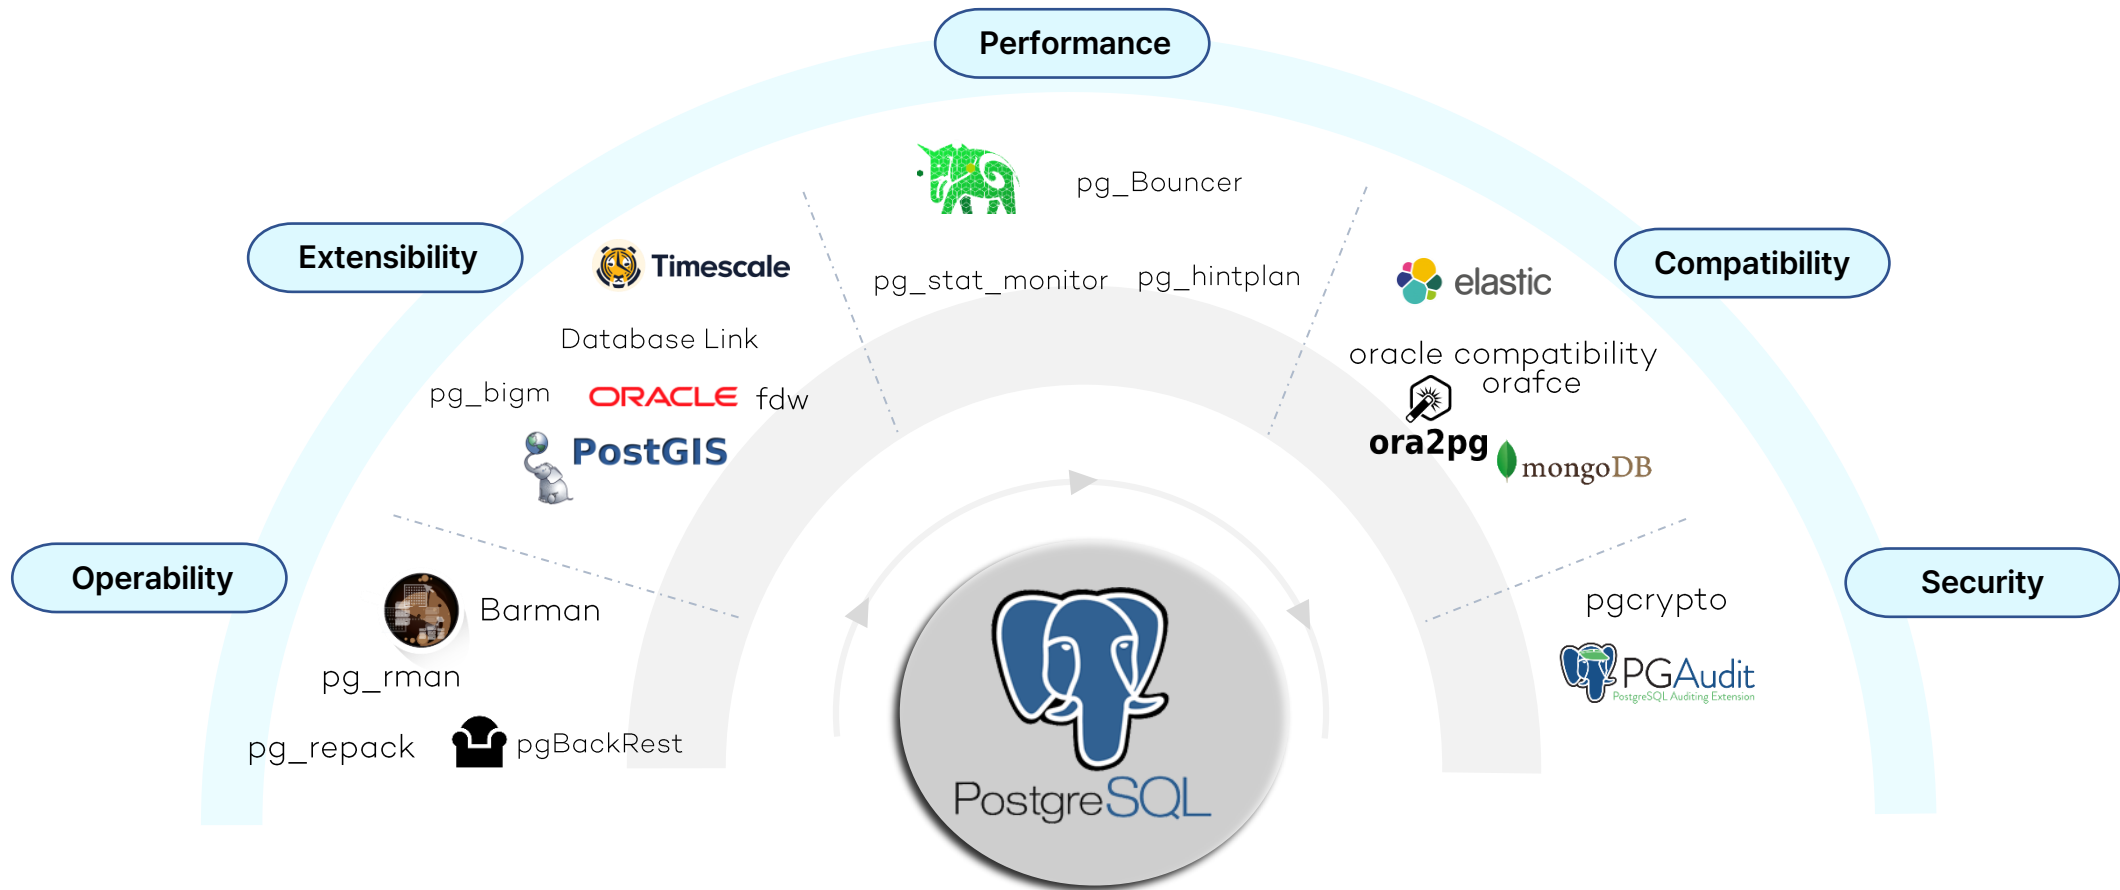 Performance
pg_Bouncer
pg_stat_monitor
pg_hintplan
Extensibility
Timescale
Database Link
pg_bigm
ORACLE fdw
PostGIS
Compatibility
elastic
oracle compatibility
orafce
ora2pg
mongoDB
Operability
Barman
pg_rman
pg_repack
pgBackRest
Security
pgcrypto
PGAudit
PostgreSQL Auditing Extension
PostgreSQL